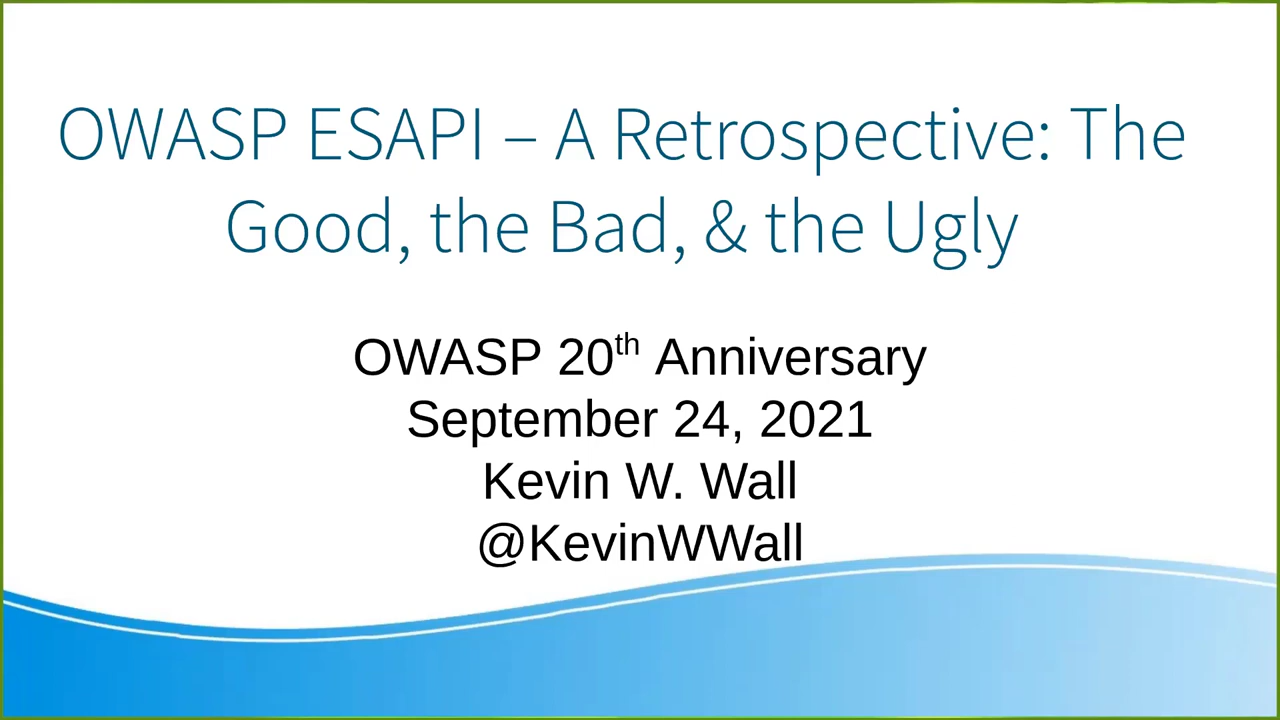 OWASP ESAPI – A Retrospective: The
Good, the Bad, & the Ugly
OWASP 20th Anniversary
September 24, 2021
Kevin W. Wall
@KevinWWall